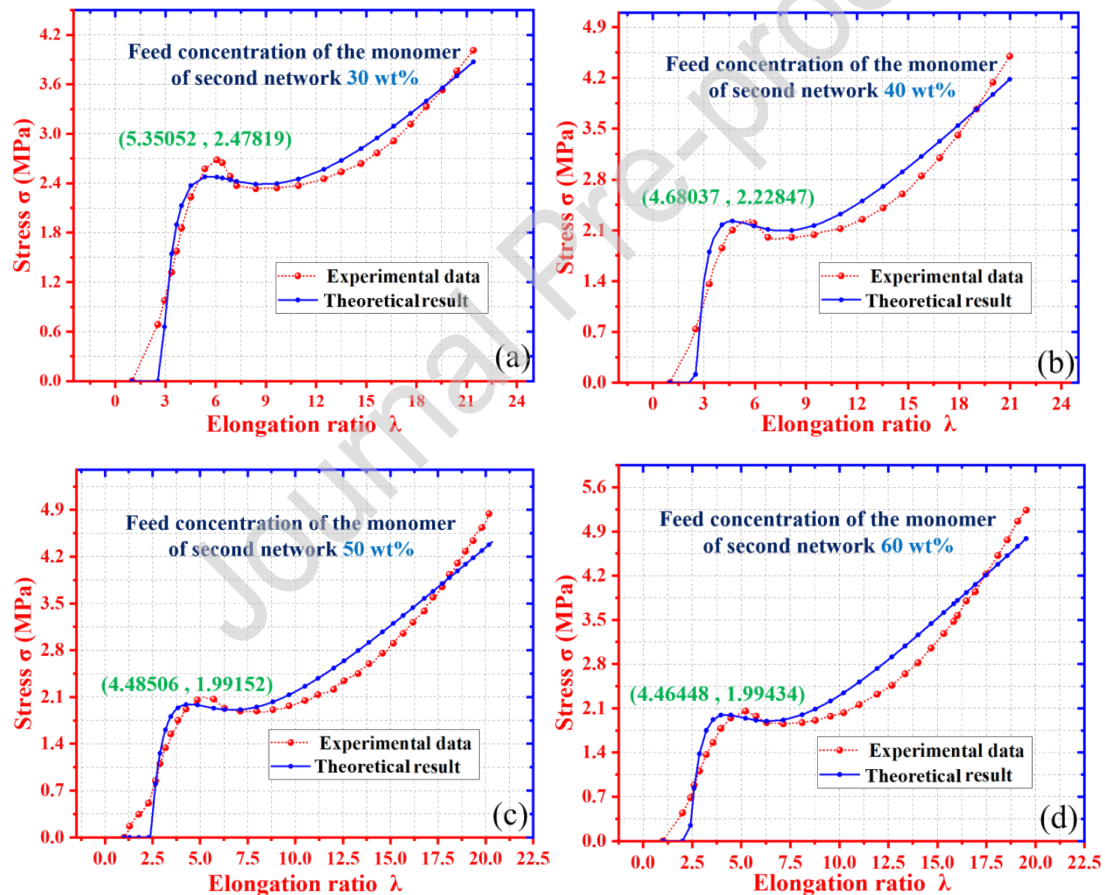 Feed concentration of the monomer
of second network 30 wt%
(5.35052 , 2.47819)
Experimental data
Theoretical result
(a)
Stress σ (MPa)
4.2
3.6
3.0
2.4
1.8
1.2
0.6
0.0
0 3 6 9 12 15 18 21 24
Elongation ratio λ
Feed concentration of the monomer
of second network 40 wt%
(4.68037 , 2.22847)
Experimental data
Theoretical result
(b)
Stress σ (MPa)
4.9
4.2
3.5
2.8
2.1
1.4
0.7
0.0
0 3 6 9 12 15 18 21 24
Elongation ratio λ
Feed concentration of the monomer
of second network 50 wt%
(4.48506 , 1.99152)
Experimental data
Theoretical result
(c)
Stress σ (MPa)
4.9
4.2
3.5
2.8
2.1
1.4
0.7
0.0
0.0 2.5 5.0 7.5 10.0 12.5 15.0 17.5 20.0 22.5
Elongation ratio λ
Feed concentration of the monomer
of second network 60 wt%
(4.46448 , 1.99434)
Experimental data
Theoretical result
(d)
Stress σ (MPa)
5.6
4.9
4.2
3.5
2.8
2.1
1.4
0.7
0.0
0.0 2.5 5.0 7.5 10.0 12.5 15.0 17.5 20.0 22.5
Elongation ratio λ
Journal Pre-proo